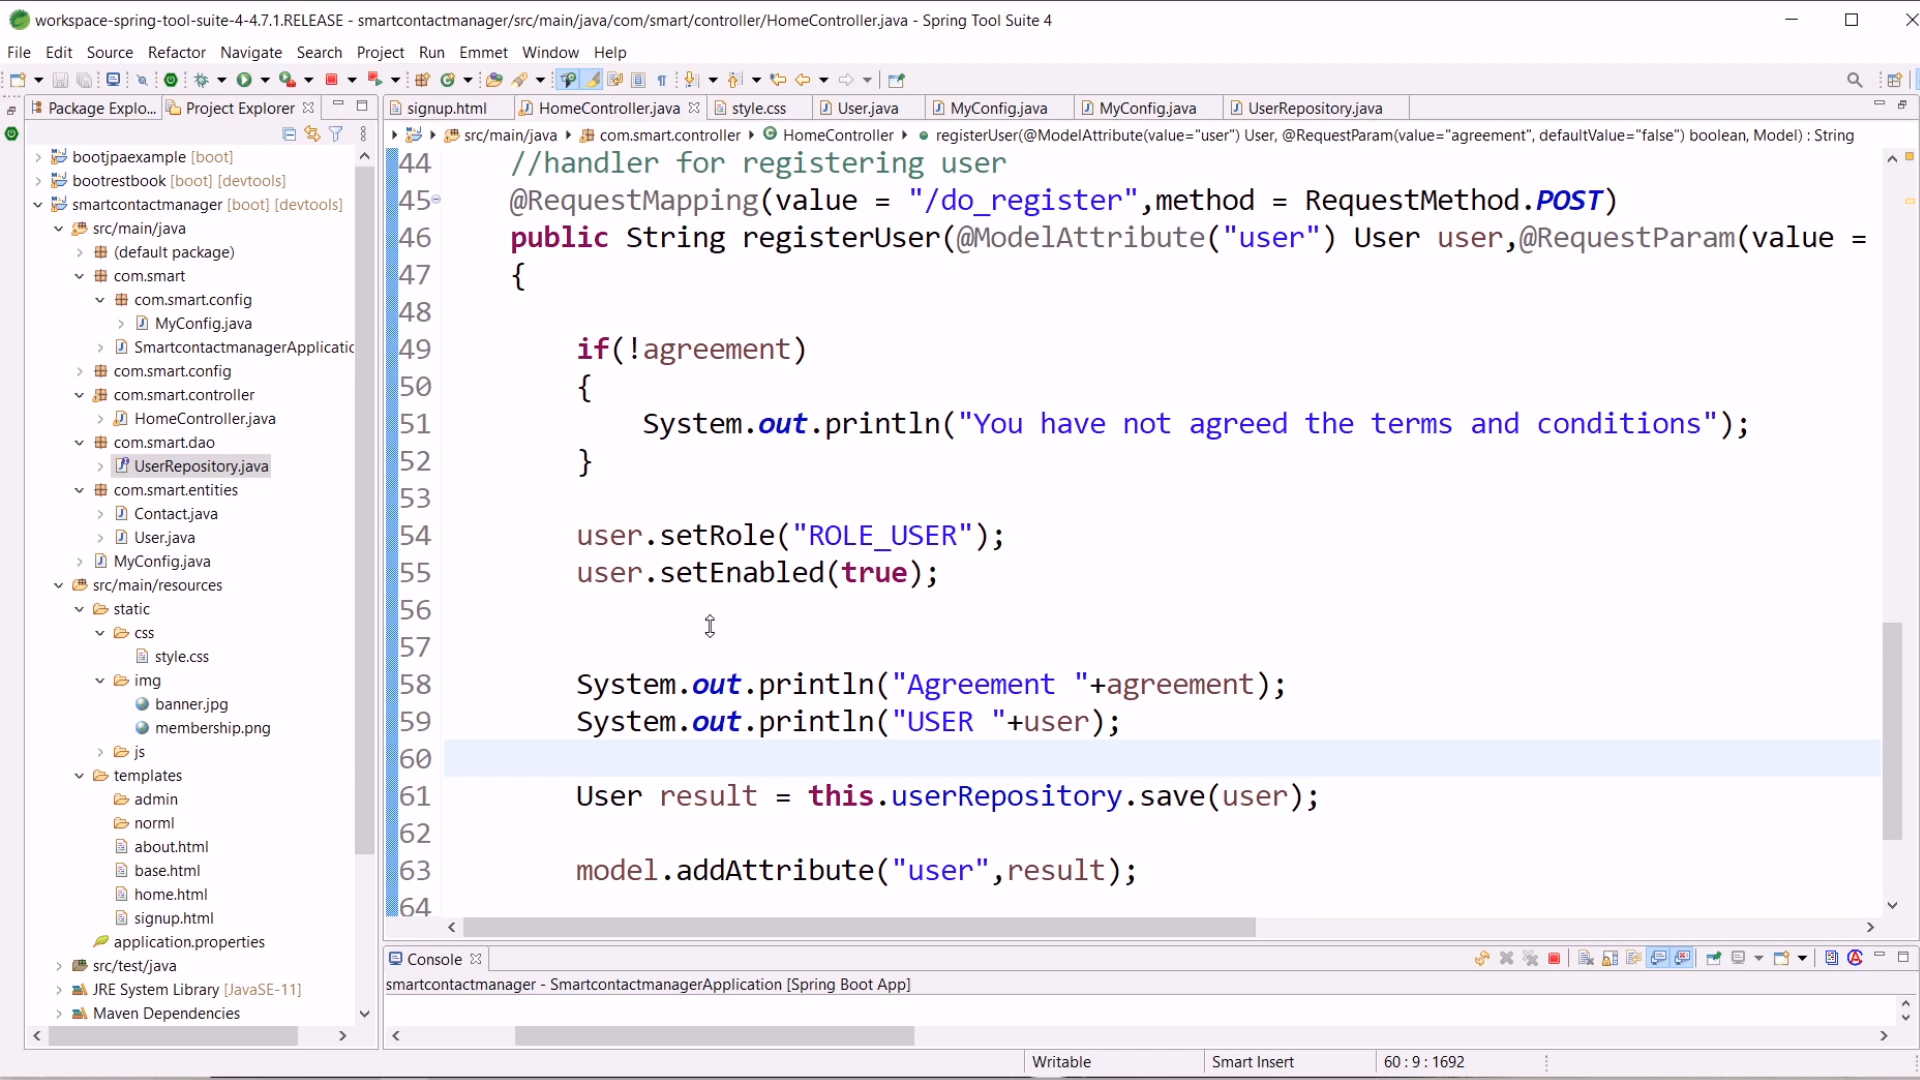 workspace-spring-tool-suite-4-4.7.1.RELEASE - smartcontactmanager/src/main/java/com/smart/controller/HomeController.java - Spring Tool Suite 4
File Edit Source Refactor Navigate Search Project Run Emmet Window Help
Package Explo... Project Explorer
bootjpaexample [boot]
bootrestbook [boot] [devtools]
smartcontactmanager [boot] [devtools]
src/main/java
(default package)
com.smart
com.smart.config
MyConfig.java
SmartcontactmanagerApplicatic
com.smart.config
com.smart.controller
HomeController.java
com.smart.dao
UserRepository.java
com.smart.entities
Contact.java
User.java
MyConfig.java
src/main/resources
static
css
style.css
img
banner.jpg
membership.png
js
templates
admin
norml
about.html
base.html
home.html
signup.html
application.properties
src/test/java
JRE System Library [JavaSE-11]
Maven Dependencies
signup.html HomeController.java style.css User.java MyConfig.java MyConfig.java UserRepository.java
src/main/java com.smart.controller HomeController registerUser(@ModelAttribute(value="user") User, @RequestParam(value="agreement", defaultValue="false") boolean, Model) : String
44 //handler for registering user
45 @RequestMapping(value = "/do_register",method = RequestMethod.POST)
46 public String registerUser(@ModelAttribute("user") User user,@RequestParam(value =
47 {
48
49 if(!agreement)
50 {
51 System.out.println("You have not agreed the terms and conditions");
52 }
53
54 user.setRole("ROLE_USER");
55 user.setEnabled(true);
56
57
58 System.out.println("Agreement "+agreement);
59 System.out.println("USER "+user);
60
61 User result = this.userRepository.save(user);
62
63 model.addAttribute("user",result);
64
Console
smartcontactmanager - SmartcontactmanagerApplication [Spring Boot App]
Writable Smart Insert 60 : 9 : 1692